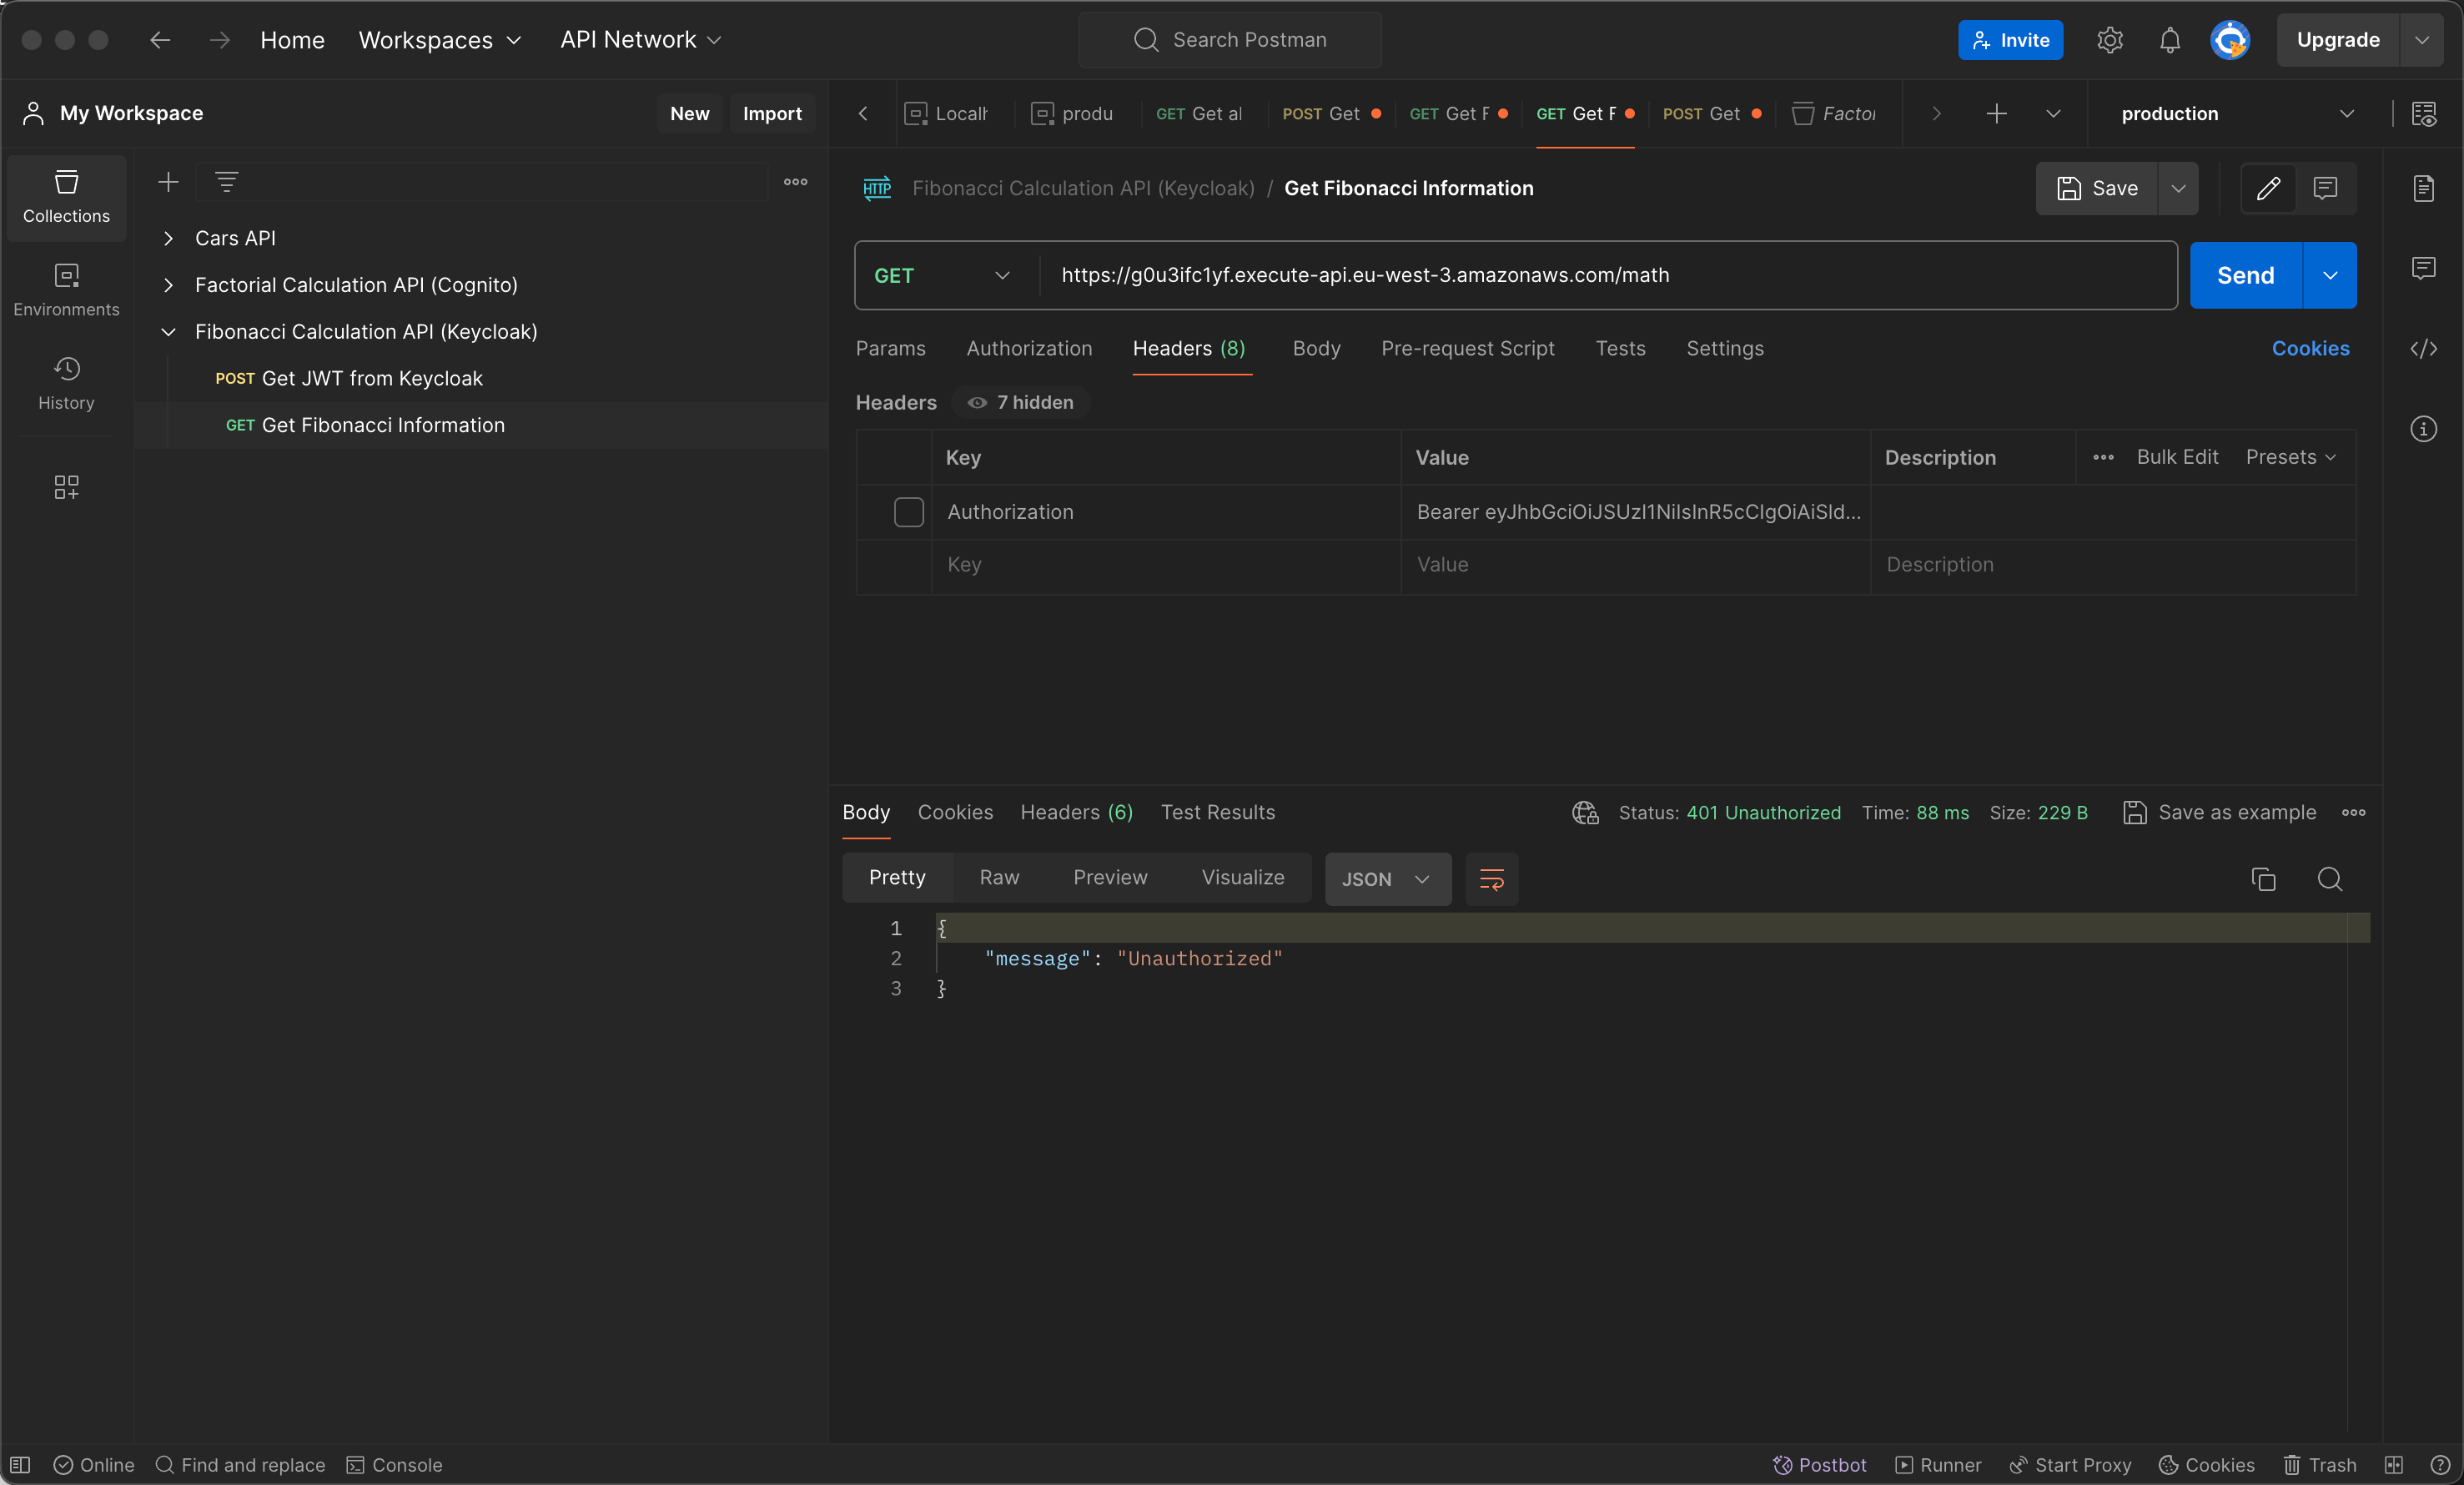 Home Workspaces API Network Search Postman Invite Upgrade
My Workspace New Import
Locall produ GET Get al POST Get GET Get F GET Get F POST Get Factor production
Collections
Environments
History
Cars API
Factorial Calculation API (Cognito)
Fibonacci Calculation API (Keycloak)
POST Get JWT from Keycloak
GET Get Fibonacci Information
HTTP Fibonacci Calculation API (Keycloak) / Get Fibonacci Information Save
GET https://g0u3ifc1yf.execute-api.eu-west-3.amazonaws.com/math Send
Params Authorization Headers (8) Body Pre-request Script Tests Settings Cookies
Headers 7 hidden
Key Value Description Bulk Edit Presets
Authorization Bearer eyJhbGciOiJSUzI1NiIsInR5cCIgOiAiSld...
Key Value Description
Body Cookies Headers (6) Test Results Status: 401 Unauthorized Time: 88 ms Size: 229 B Save as example
Pretty Raw Preview Visualize JSON
1 {
2 "message": "Unauthorized"
3 }
Online Find and replace Console Postbot Runner Start Proxy Cookies Trash